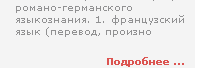 романо-германского
языкознания. 1. французский
язык (перевод, произно
Подробнее ...